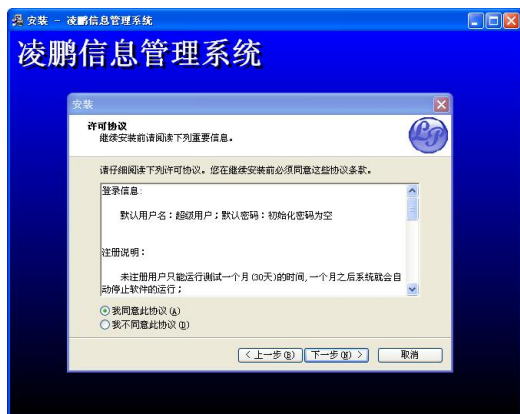 安装 - 凌鹏信息管理系统
凌鹏信息管理系统
安装
许可协议
继续安装前请阅读下列重要信息。
LP
请仔细阅读下列许可协议。您在继续安装前必须同意这些协议条款。
登录信息:
默认用户名：超级用户；默认密码：初始化密码为空
注册说明：
未注册用户只能运行测试一个月(30天)的时间,一个月之后系统就会自
动停止软件的运行；
我同意此协议(A)
我不同意此协议(D)
< 上一步(B)
下一步(N) >
取消